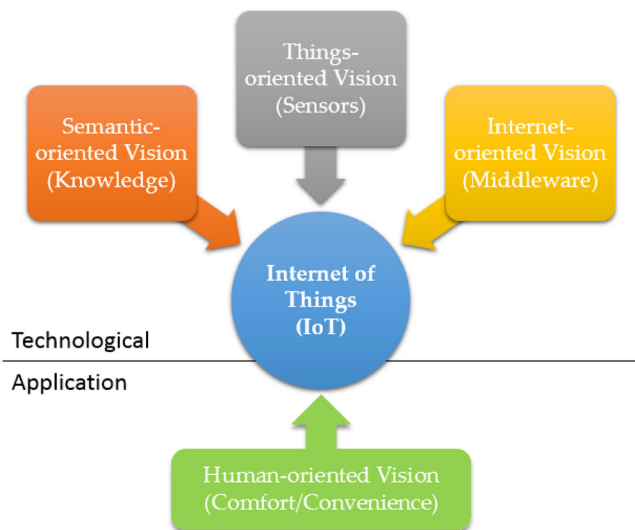 Things-
oriented Vision
(Sensors)
Semantic-
oriented Vision
(Knowledge)
Internet-
oriented Vision
(Middleware)
Internet of
Things
(IoT)
Technological
Application
Human-oriented Vision
(Comfort/Convenience)